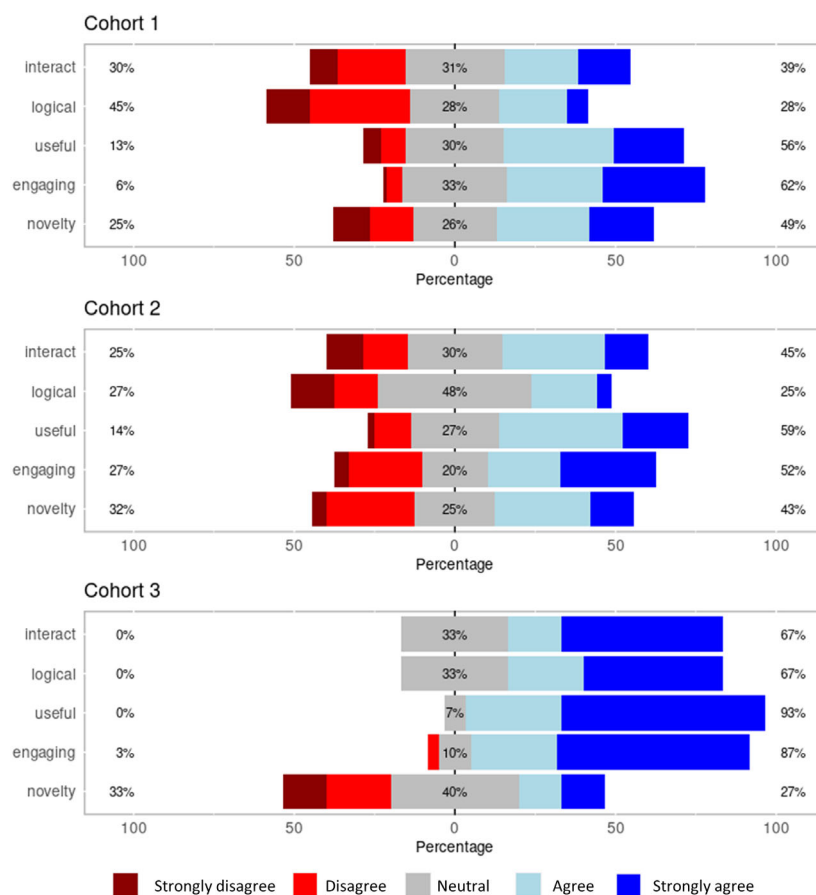 Cohort 1
interact 30% 31% 39%
logical 45% 28% 28%
useful 13% 30% 56%
engaging 6% 33% 62%
novelty 25% 26% 49%
100 50 0 50 100
Percentage
Cohort 2
interact 25% 30% 45%
logical 27% 48% 25%
useful 14% 27% 59%
engaging 27% 20% 52%
novelty 32% 25% 43%
100 50 0 50 100
Percentage
Cohort 3
interact 0% 33% 67%
logical 0% 33% 67%
useful 0% 7% 93%
engaging 3% 10% 87%
novelty 33% 40% 27%
100 50 0 50 100
Percentage
Strongly disagree Disagree Neutral Agree Strongly agree